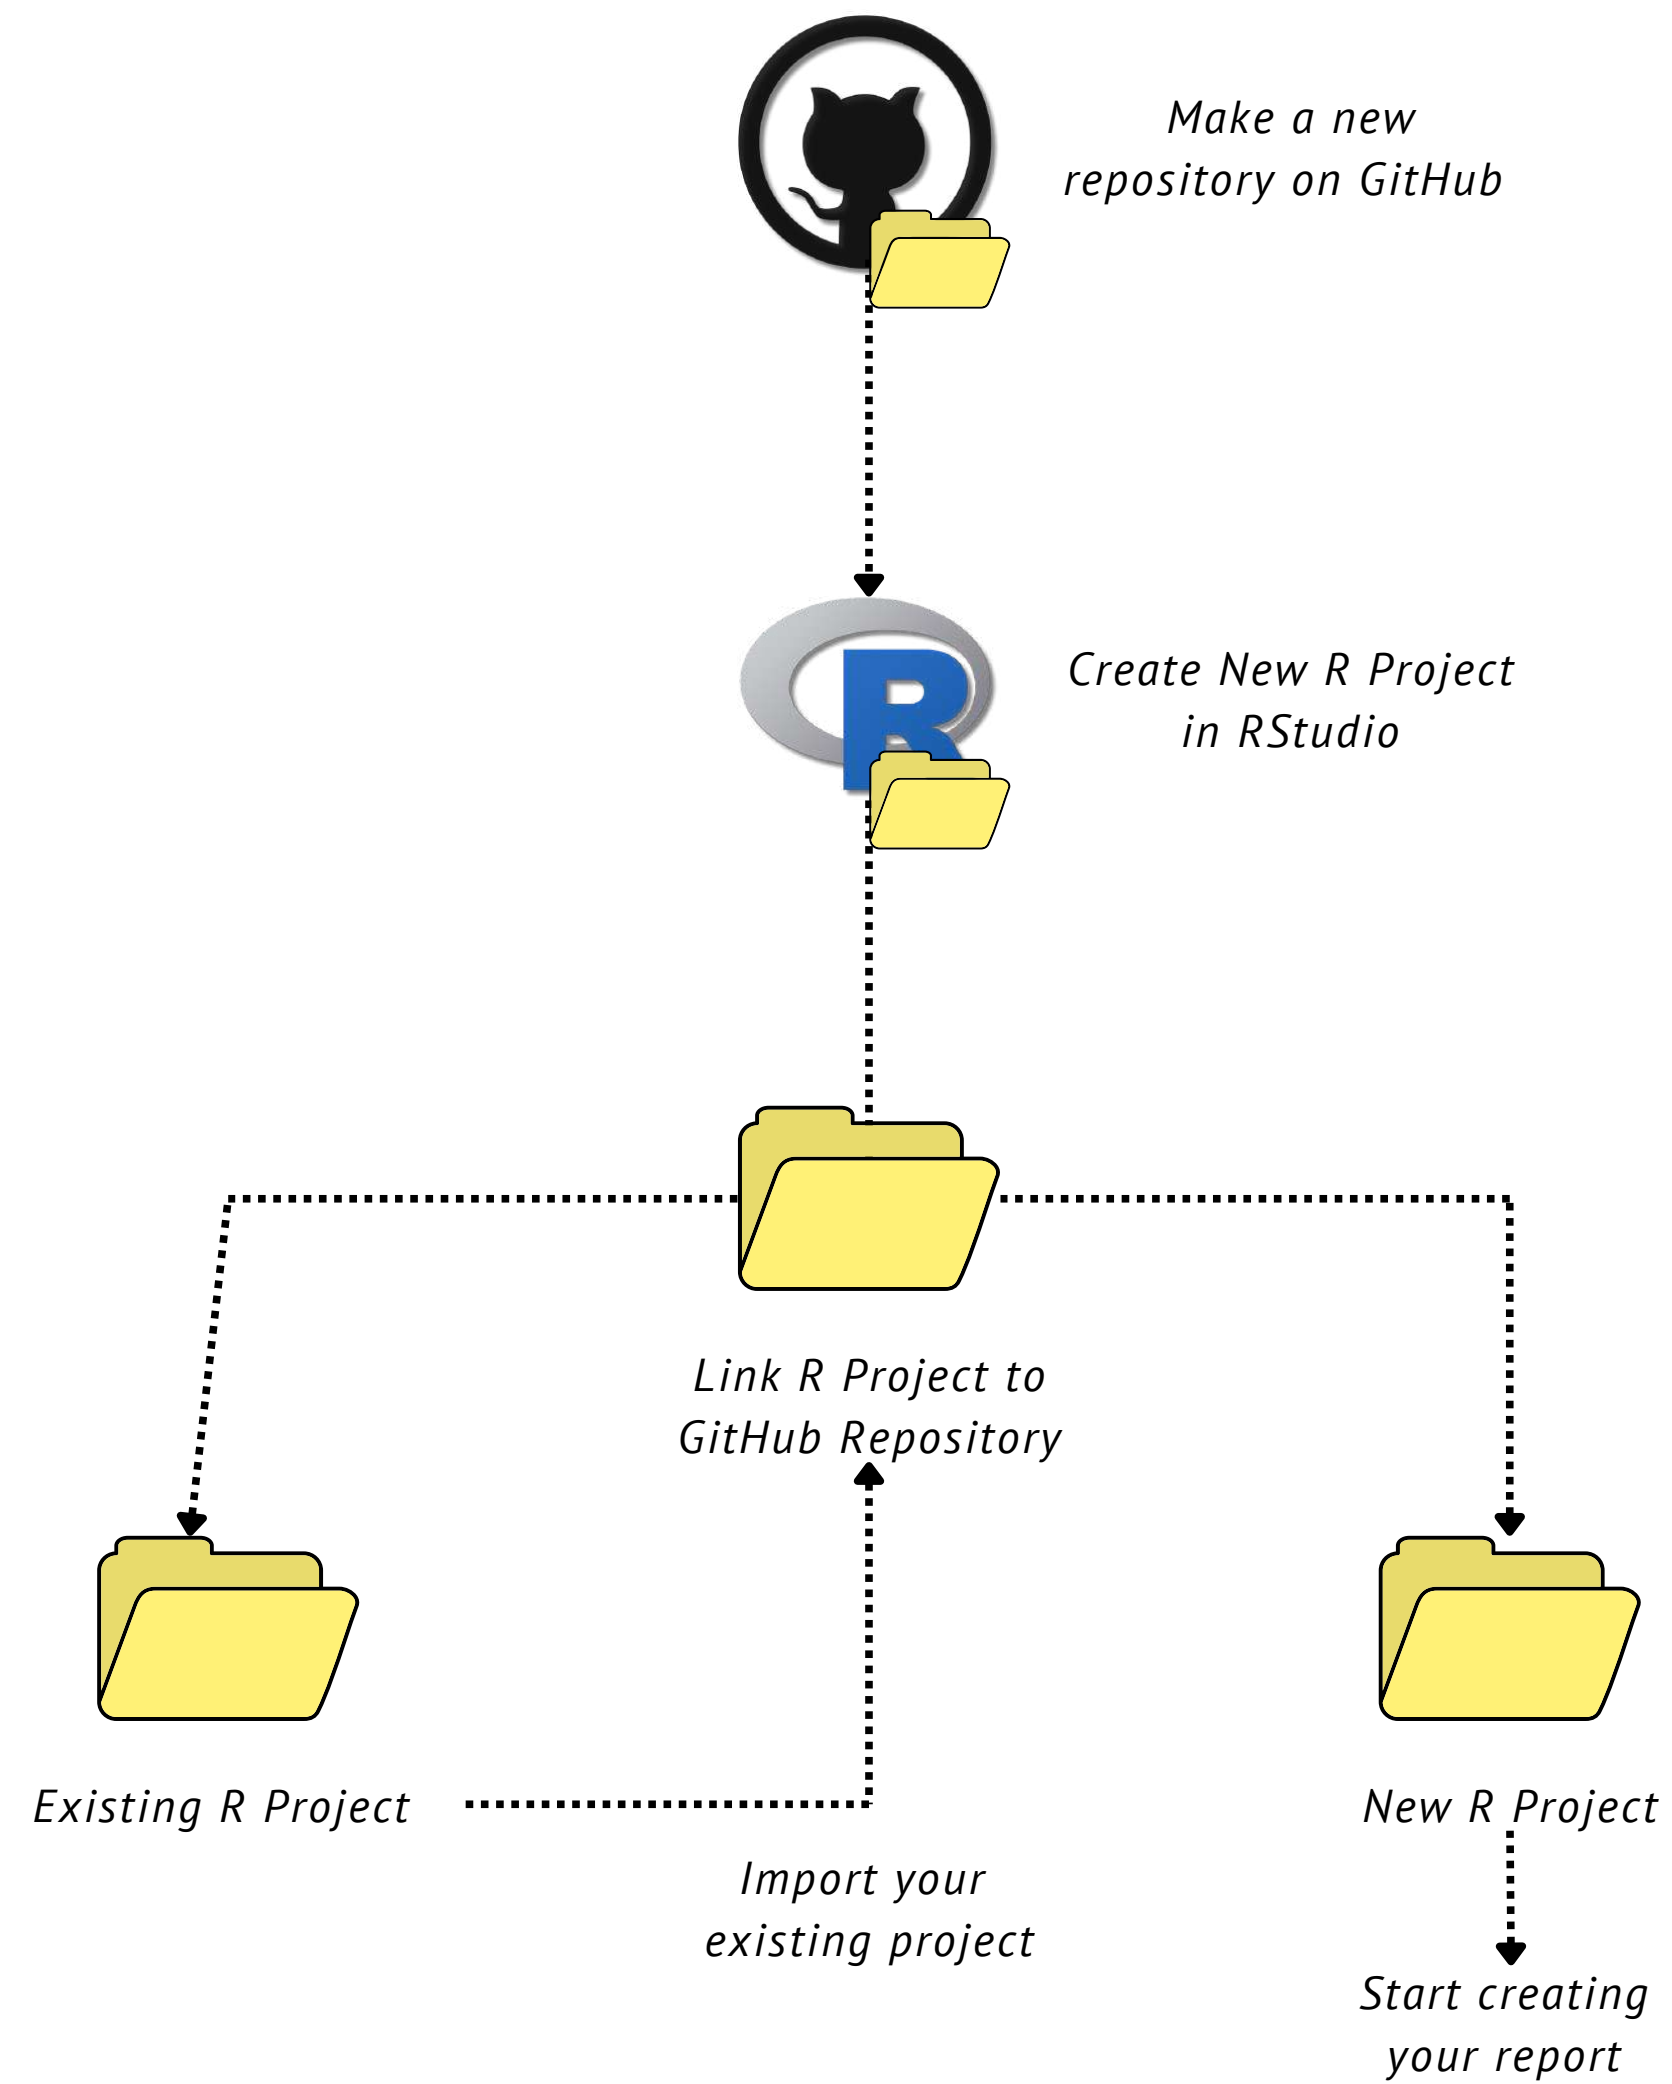 Make a new
repository on GitHub
Create New R Project
in RStudio
Link R Project to
GitHub Repository
Existing R Project
New R Project
Import your
existing project
Start creating
your report